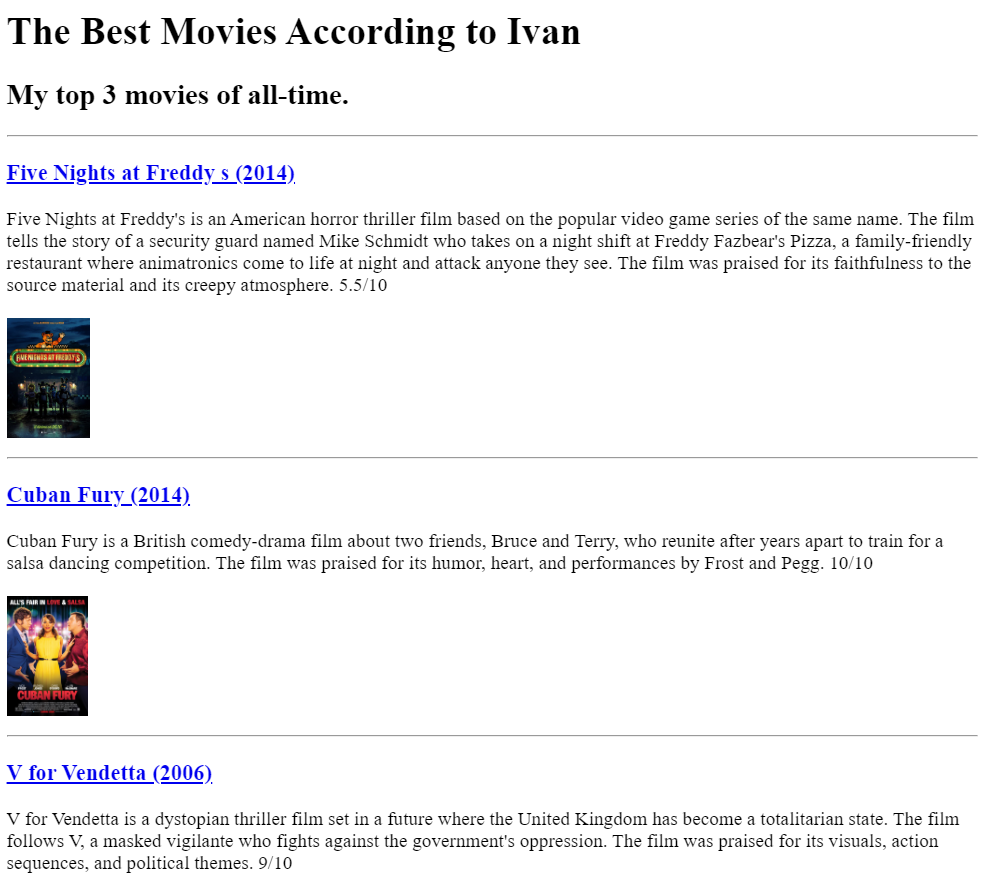 The Best Movies According to Ivan
My top 3 movies of all-time.
Five Nights at Freddy s (2014)
Five Nights at Freddy's is an American horror thriller film based on the popular video game series of the same name. The film
tells the story of a security guard named Mike Schmidt who takes on a night shift at Freddy Fazbear's Pizza, a family-friendly
restaurant where animatronics come to life at night and attack anyone they see. The film was praised for its faithfulness to the
source material and its creepy atmosphere. 5.5/10
FIVE NIGHTS AT FREDDY'S
Cuban Fury (2014)
Cuban Fury is a British comedy-drama film about two friends, Bruce and Terry, who reunite after years apart to train for a
salsa dancing competition. The film was praised for its humor, heart, and performances by Frost and Pegg. 10/10
ALL'S FAIR IN LOVE & SALSA
CUBAN FURY
V for Vendetta (2006)
V for Vendetta is a dystopian thriller film set in a future where the United Kingdom has become a totalitarian state. The film
follows V, a masked vigilante who fights against the government's oppression. The film was praised for its visuals, action
sequences, and political themes. 9/10